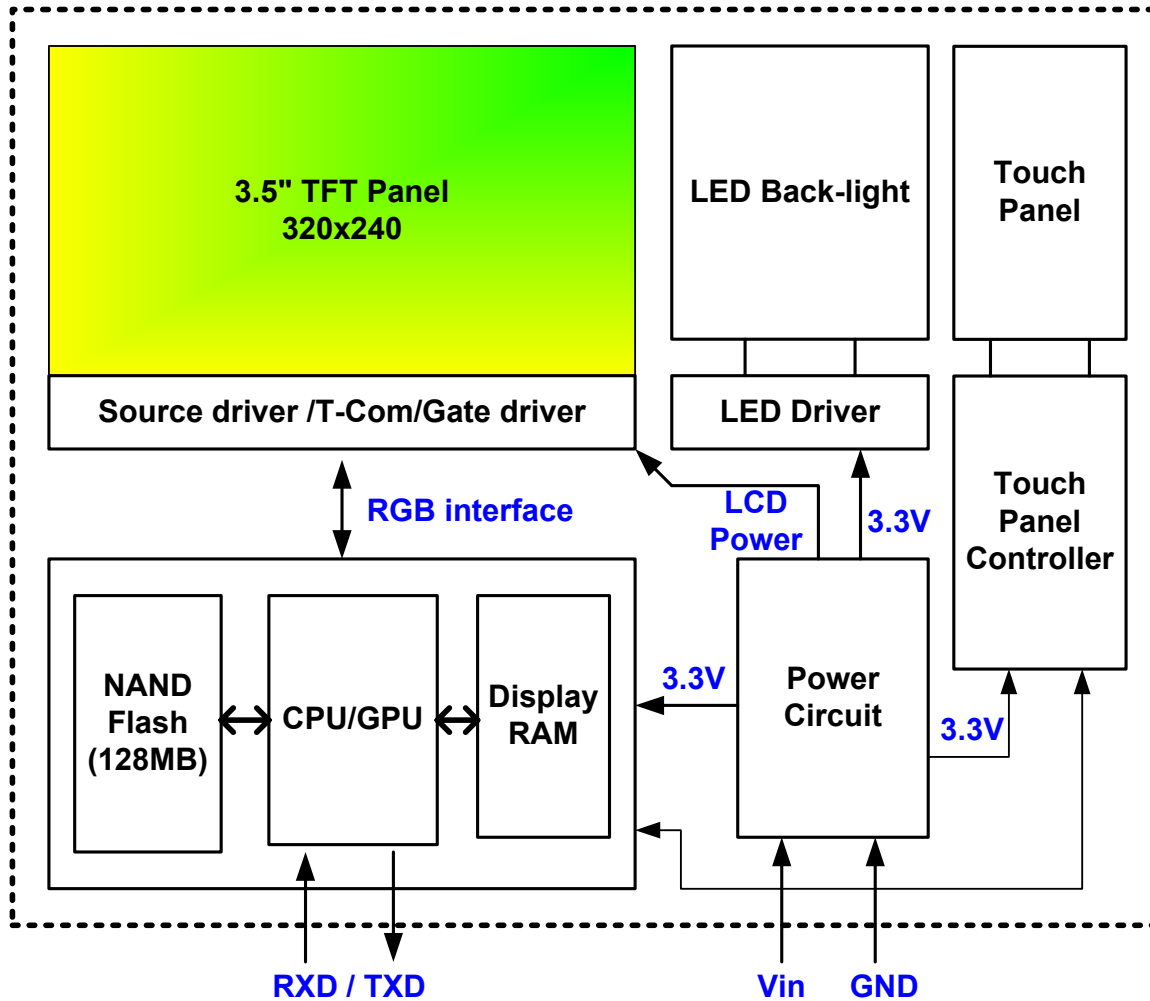 3.5" TFT Panel
320x240
LED Back-light
Touch
Panel
Source driver /T-Com/Gate driver
LED Driver
RGB interface
LCD
Power
3.3V
Touch
Panel
Controller
NAND
Flash
(128MB)
CPU/GPU
Display
RAM
3.3V
Power
Circuit
3.3V
RXD / TXD
Vin
GND